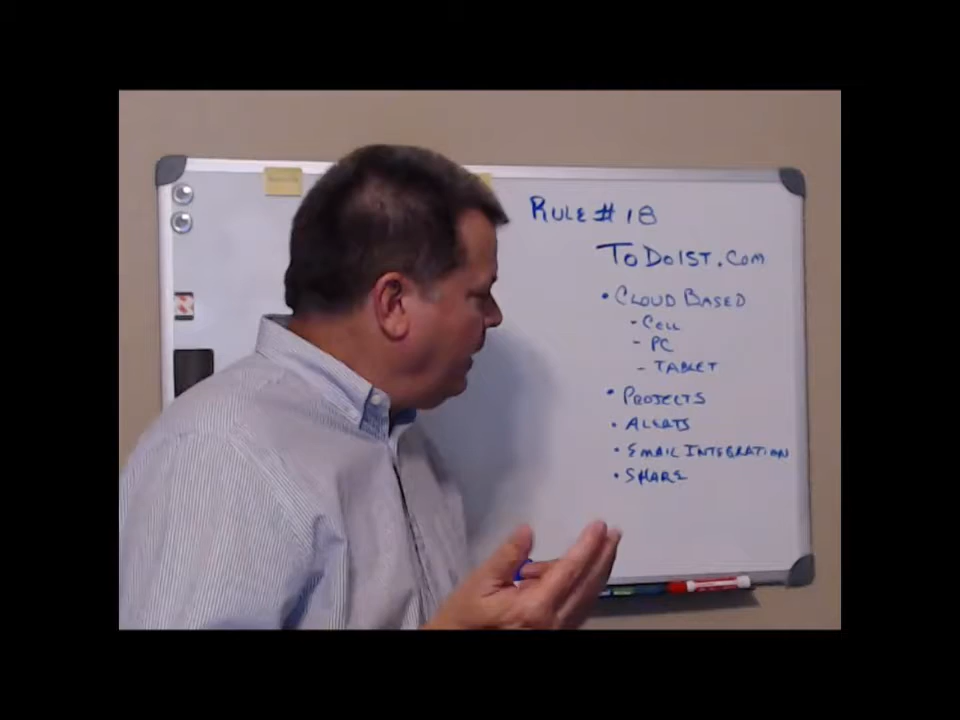 RULE # 18
TODOIST.COM
• CLOUD BASED
- CELL
- PC
- TABLET
• PROJECTS
• ALERTS
• EMAIL INTEGRATION
• SHARE